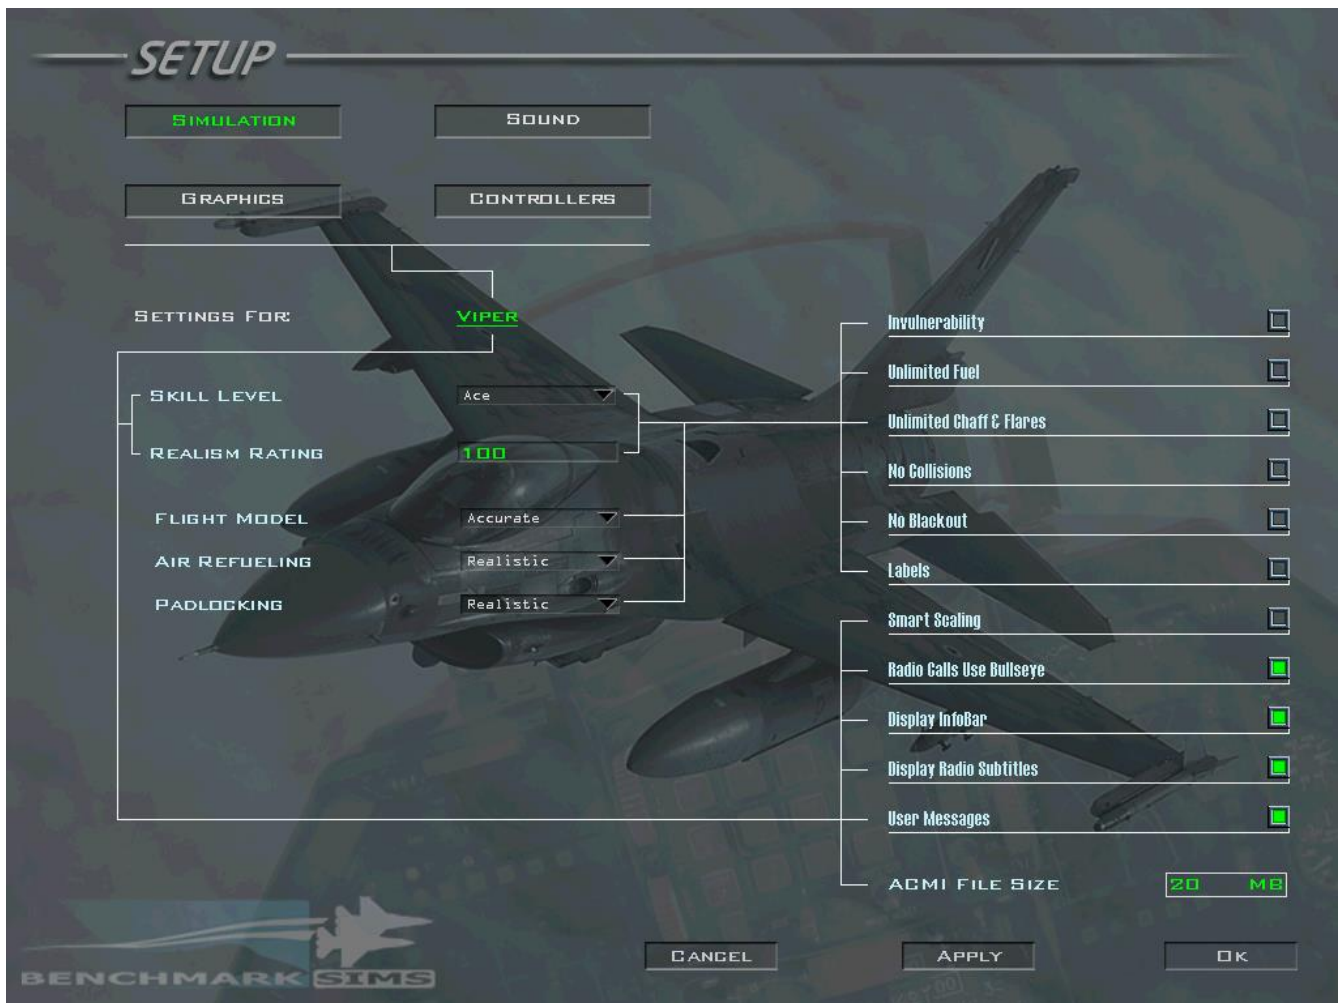 SETUP
SIMULATION
SOUND
GRAPHICS
CONTROLLERS
SETTINGS FOR:
VIPER
SKILL LEVEL
Ace
REALISM RATING
100
FLIGHT MODEL
Accurate
AIR REFUELING
Realistic
PADLOCKING
Realistic
Invulnerability
Unlimited Fuel
Unlimited Chaff & Flares
No Collisions
No Blackout
Labels
Smart Scaling
Radio Calls Use Bullseye
Display InfoBar
Display Radio Subtitles
User Messages
ACMI FILE SIZE
20 MB
BENCHMARK SIMS
CANCEL
APPLY
OK